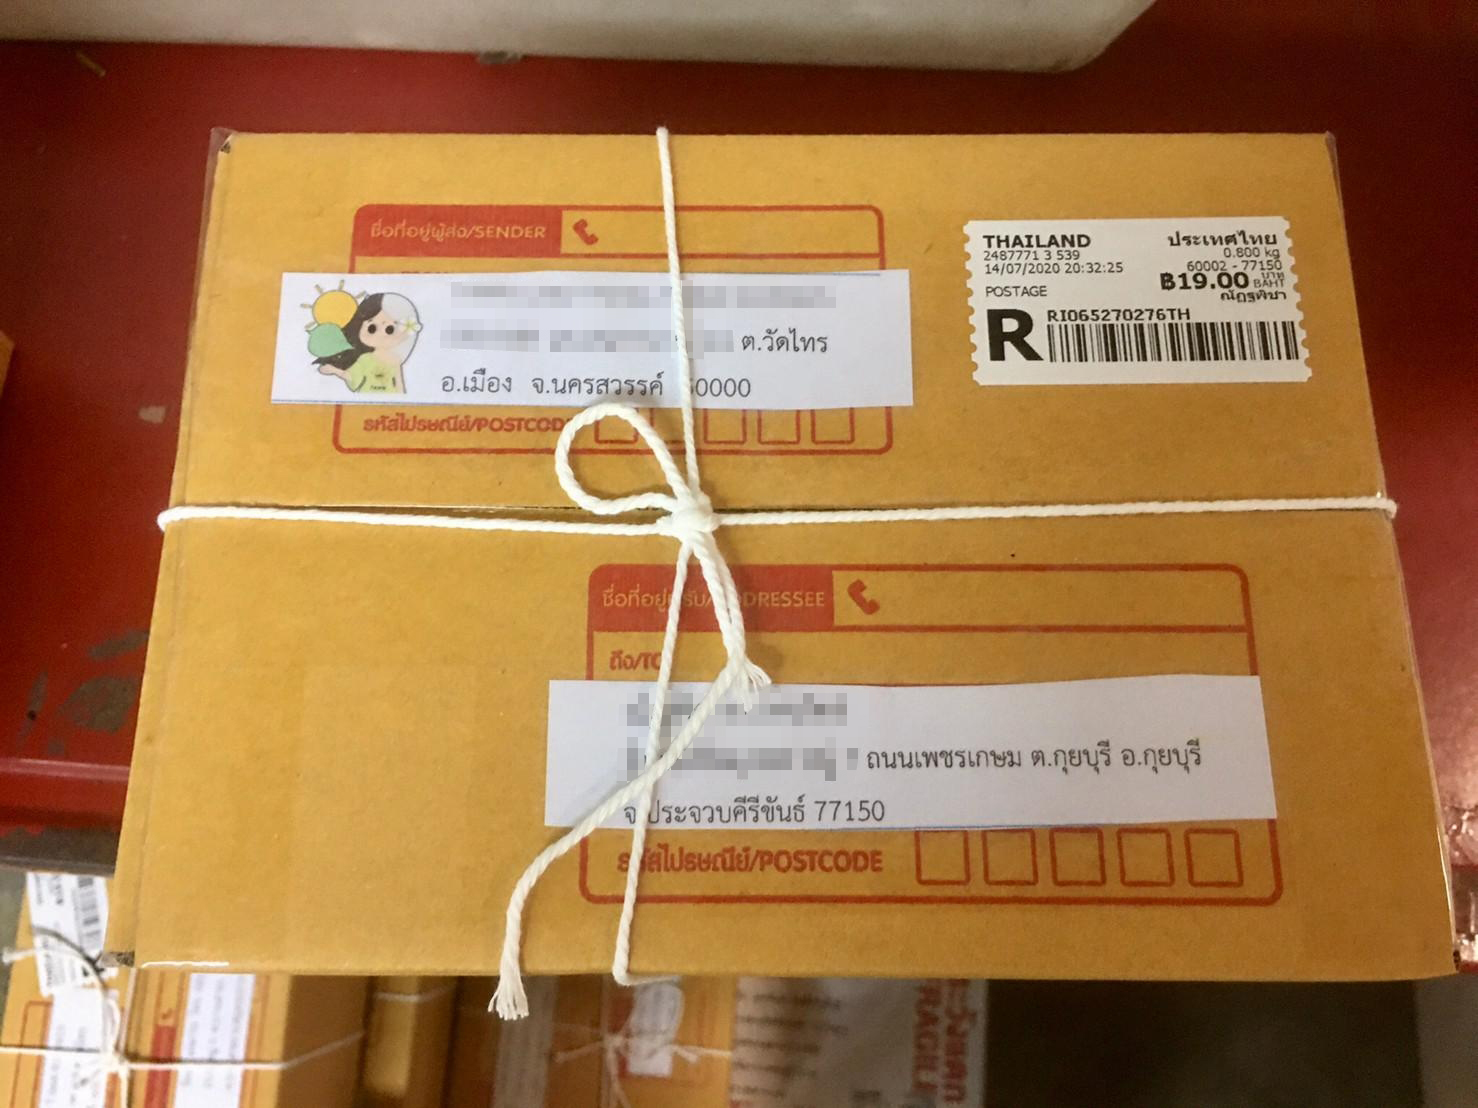 ชื่อที่อยู่ผู้ส่ง/SENDER
ต.วัดไทร
อ.เมือง จ.นครสวรรค์ 0000
รหัสไปรษณีย์/POSTCODE
THAILAND ประเทศไทย
2487771 3 539 0.800 kg
14/07/2020 20:32:25 60002 - 77150
POSTAGE ฿19.00 บาท BAHT
ณัฏฐพิชา
R RI065270276TH
ชื่อที่อยู่ผู้รับ/ADDRESSEE
ถึง/TO
ถนนเพชรเกษม ต.กุยบุรี อ.กุยบุรี
จ.ประจวบคีรีขันธ์ 77150
รหัสไปรษณีย์/POSTCODE